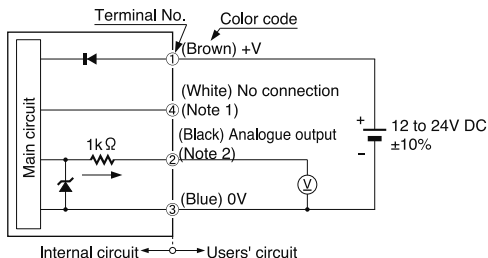 Terminal No.
Color code
Main circuit
① (Brown) +V
(White) No connection
④ (Note 1)
1kΩ
(Black) Analogue output
② (Note 2)
V
③ (Blue) 0V
+
−
12 to 24V DC
±10%
Internal circuit
Users' circuit